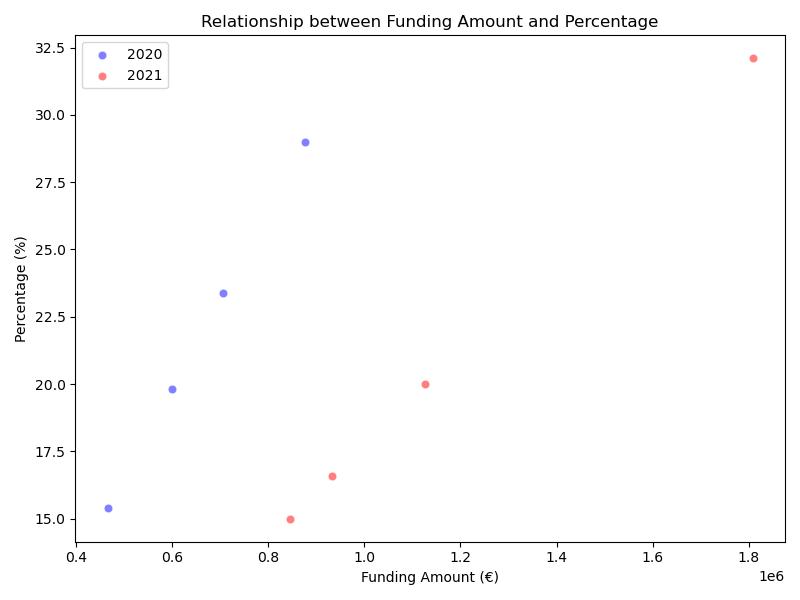 Relationship between Funding Amount and Percentage
2020
2021
32.5
30.0
27.5
25.0
22.5
20.0
17.5
15.0
Percentage (%)
0.4 0.6 0.8 1.0 1.2 1.4 1.6 1.8
1e6
Funding Amount (€)